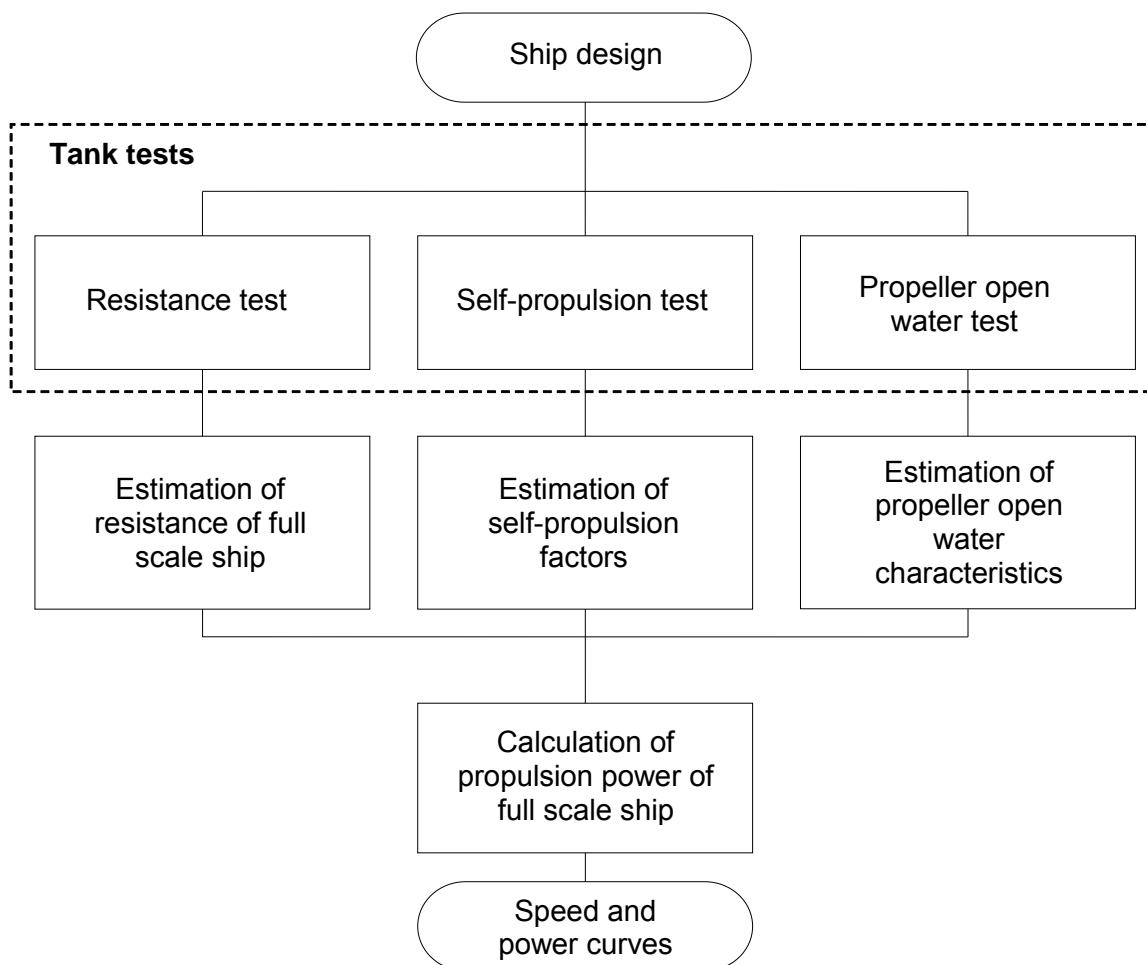 Ship design
Tank tests
Resistance test
Self-propulsion test
Propeller open
water test
Estimation of
resistance of full
scale ship
Estimation of
self-propulsion
factors
Estimation of
propeller open
water
characteristics
Calculation of
propulsion power of
full scale ship
Speed and
power curves